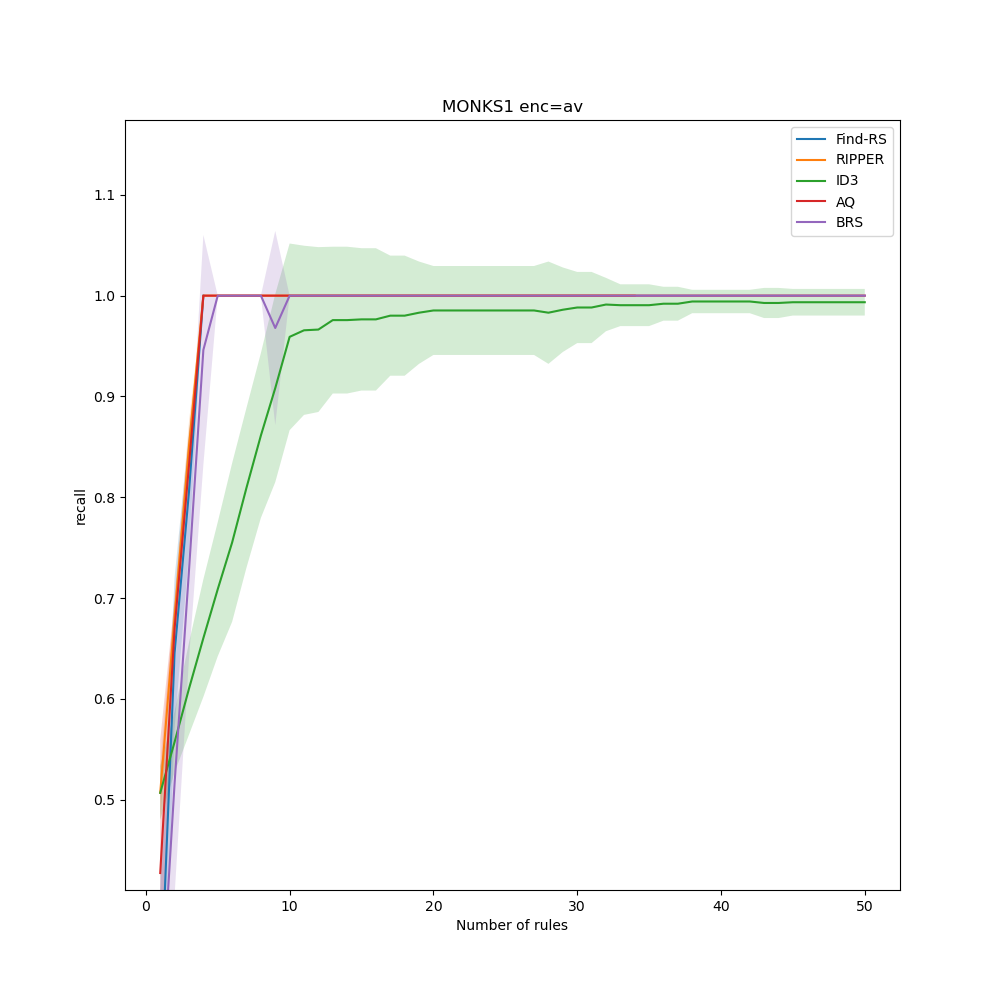 MONKS1 enc=av
Find-RS
RIPPER
ID3
AQ
BRS
1.1
1.0
0.9
0.8
0.7
0.6
0.5
recall
0 10 20 30 40 50
Number of rules